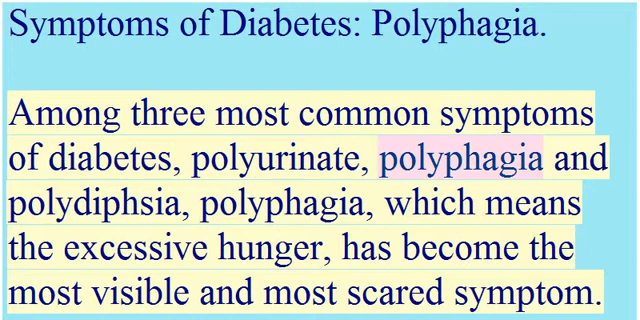 Symptoms of Diabetes: Polyphagia.
Among three most common symptoms
of diabetes, polyurinate, polyphagia and
polydiphsia, polyphagia, which means
the excessive hunger, has become the
most visible and most scared symptom.